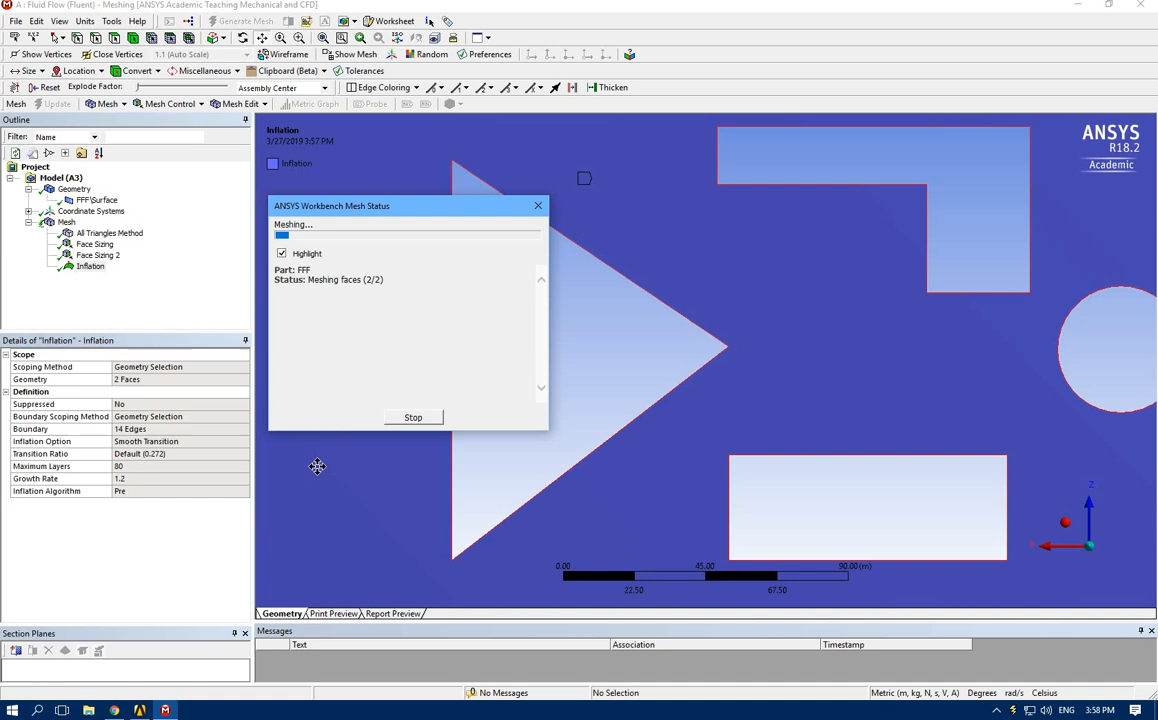 A : Fluid Flow (Fluent) - Meshing [ANSYS Academic Teaching Mechanical and CFD]
File Edit View Units Tools Help Generate Mesh Worksheet
Show Vertices Close Vertices 1.1 (Auto Scale) Wireframe Show Mesh Random Preferences
Size Location Convert Miscellaneous Clipboard (Beta) Tolerances
Reset Explode Factor: Assembly Center Edge Coloring Thicken
Mesh Update Mesh Mesh Control Mesh Edit Metric Graph Probe
Outline
Filter: Name
Project
Model (A3)
Geometry
FFF\Surface
Coordinate Systems
Mesh
All Triangles Method
Face Sizing
Face Sizing 2
Inflation
Details of "Inflation" - Inflation
Scope
Scoping Method Geometry Selection
Geometry 2 Faces
Definition
Suppressed No
Boundary Scoping Method Geometry Selection
Boundary 14 Edges
Inflation Option Smooth Transition
Transition Ratio Default (0.272)
Maximum Layers 80
Growth Rate 1.2
Inflation Algorithm Pre
Section Planes
Inflation
3/27/2019 3:57 PM
Inflation
ANSYS
R18.2
Academic
ANSYS Workbench Mesh Status
Meshing...
Highlight
Part: FFF
Status: Meshing faces (2/2)
Stop
Z
0.00 45.00 90.00 (m)
22.50 67.50
Geometry Print Preview Report Preview
Messages
Text Association Timestamp
No Messages No Selection Metric (m, kg, N, s, V, A) Degrees rad/s Celsius
ENG 3:58 PM